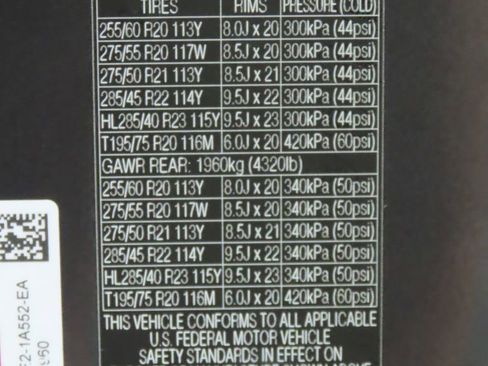 TIRES RIMS PRESSURE (COLD)
255/60 R20 113Y 8.0J x 20 300kPa (44psi)
275/55 R20 117W 8.5J x 20 300kPa (44psi)
275/50 R21 113Y 8.5J x 21 300kPa (44psi)
285/45 R22 114Y 9.5J x 22 300kPa (44psi)
HL285/40 R23 115Y 9.5J x 23 300kPa (44psi)
T195/75 R20 116M 6.0J x 20 420kPa (60psi)
GAWR REAR: 1960kg (4320lb)
255/60 R20 113Y 8.0J x 20 340kPa (50psi)
275/55 R20 117W 8.5J x 20 340kPa (50psi)
275/50 R21 113Y 8.5J x 21 340kPa (50psi)
285/45 R22 114Y 9.5J x 22 340kPa (50psi)
HL285/40 R23 115Y 9.5J x 23 340kPa (50psi)
T195/75 R20 116M 6.0J x 20 420kPa (60psi)
THIS VEHICLE CONFORMS TO ALL APPLICABLE
U.S. FEDERAL MOTOR VEHICLE
SAFETY STANDARDS IN EFFECT ON
2-1A552-EA